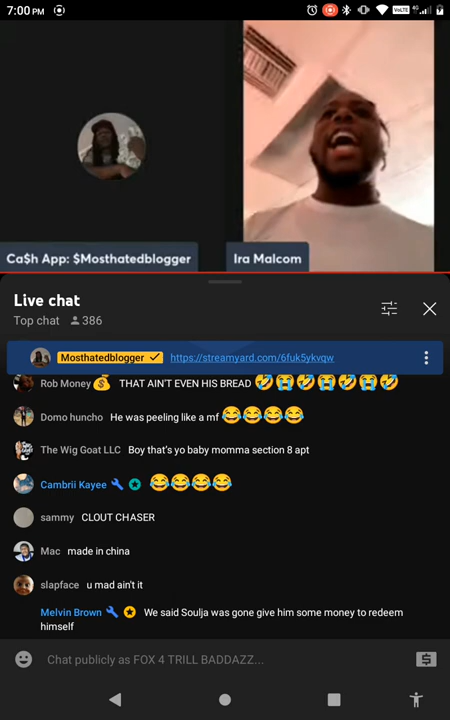 7:00 PM
VoLTE 4G
Ca$h App: $Mosthatedblogger
Ira Malcom
Live chat
Top chat 386
Mosthatedblogger https://streamyard.com/6fuk5ykvqw
Rob Money💰 THAT AIN'T EVEN HIS BREAD 🤣😭🤣😭🤣😭🤣
Domo huncho He was peeling like a mf 😂😂😂😂
The Wig Goat LLC Boy that's yo baby momma section 8 apt
Cambrii Kayee 😂😂😂😂
sammy CLOUT CHASER
Mac made in china
slapface u mad ain't it
Melvin Brown We said Soulja was gone give him some money to redeem
himself
Chat publicly as FOX 4 TRILL BADDAZZ...